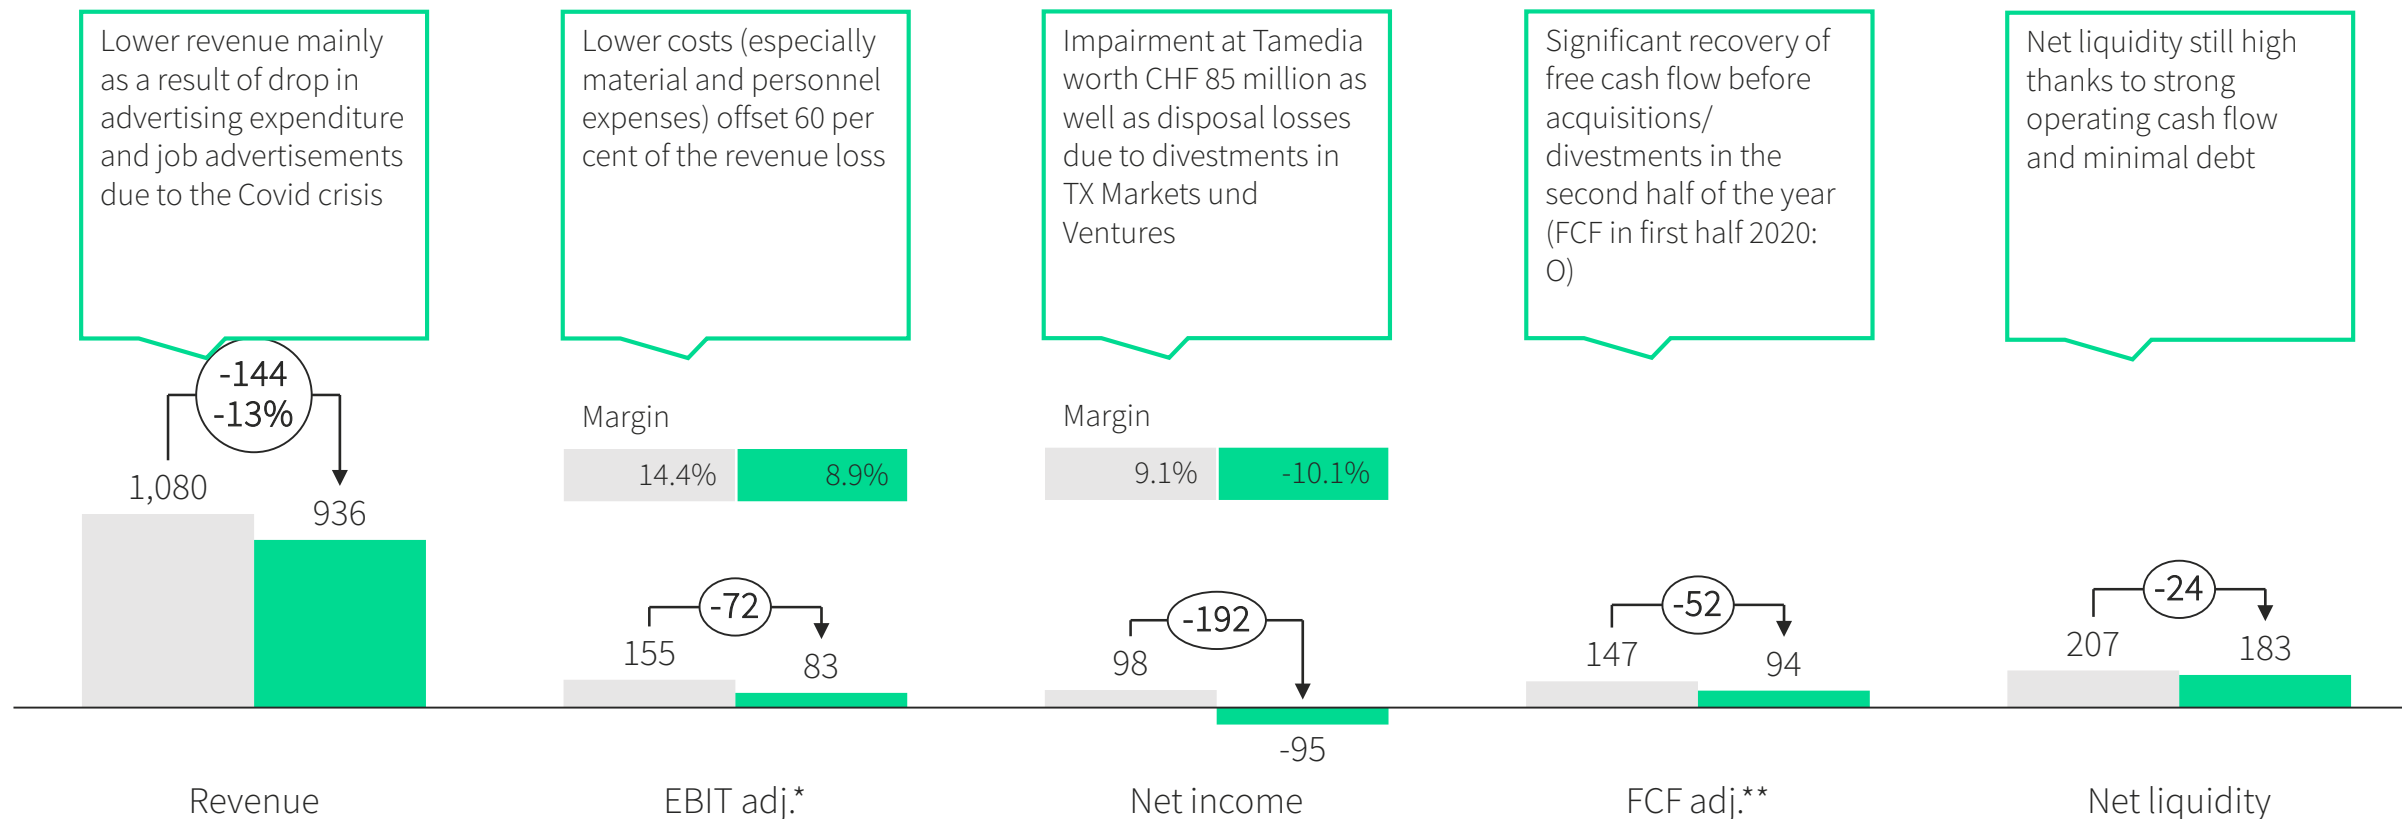 Lower revenue mainly
as a result of drop in
advertising expenditure
and job advertisements
due to the Covid crisis
Lower costs (especially
material and personnel
expenses) offset 60 per
cent of the revenue loss
Impairment at Tamedia
worth CHF 85 million as
well as disposal losses
due to divestments in
TX Markets und
Ventures
Significant recovery of
free cash flow before
acquisitions/
divestments in the
second half of the year
(FCF in first half 2020:
O)
Net liquidity still high
thanks to strong
operating cash flow
and minimal debt
-144
-13%
1,080
936
Revenue
Margin
14.4% 8.9%
-72
155
83
EBIT adj.*
Margin
9.1% -10.1%
-192
98
-95
Net income
-52
147
94
FCF adj.**
-24
207
183
Net liquidity